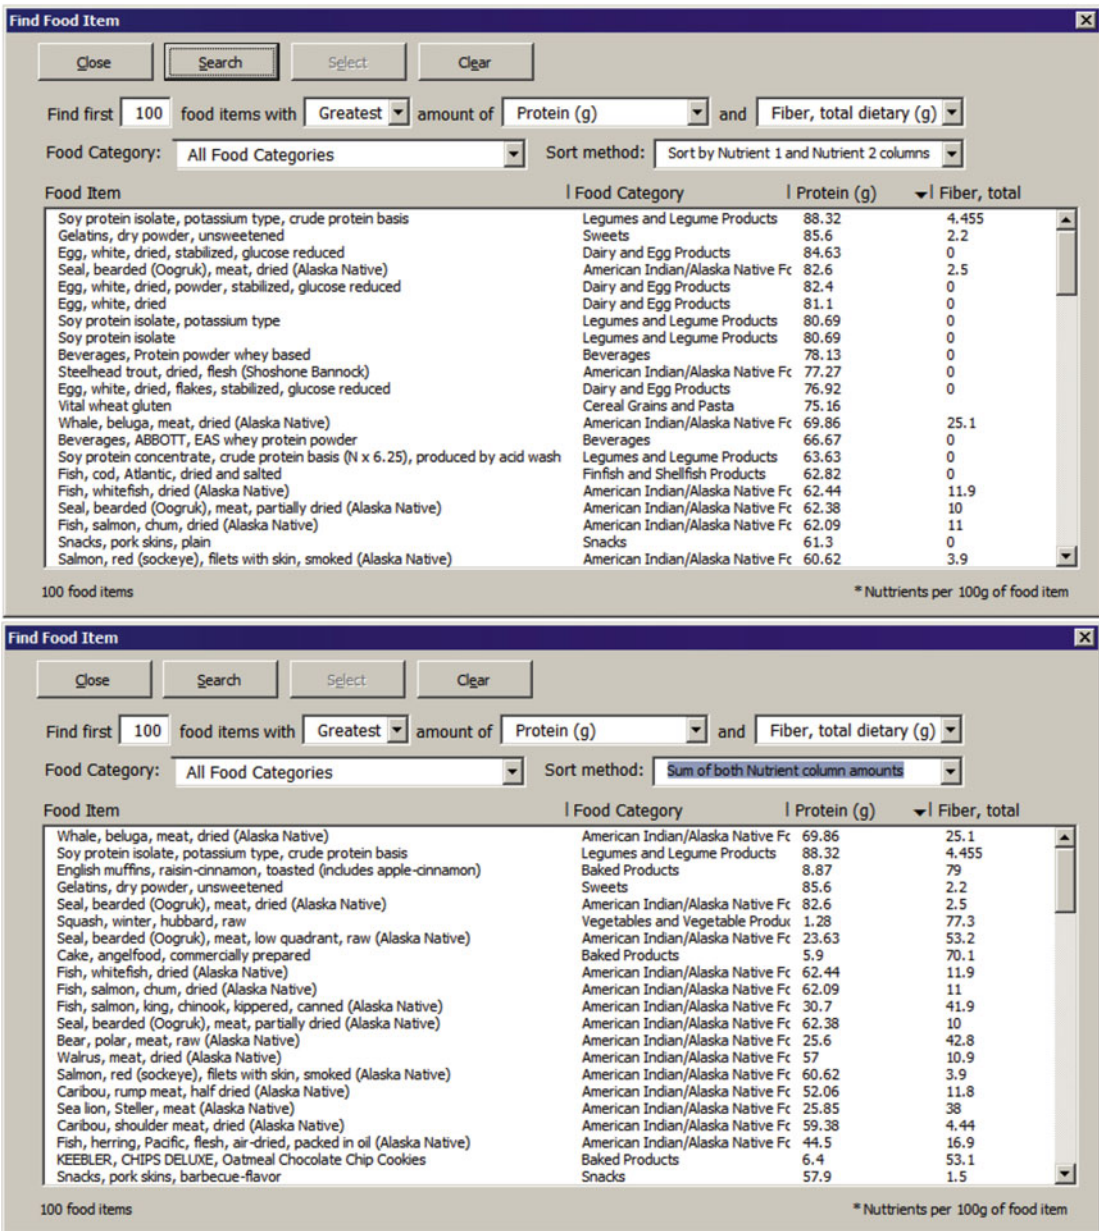 Find Food Item
Close Search Select Clear
Find first 100 food items with Greatest amount of Protein (g) and Fiber, total dietary (g)
Food Category: All Food Categories Sort method: Sort by Nutrient 1 and Nutrient 2 columns
Food Item Food Category Protein (g) Fiber, total
Soy protein isolate, potassium type, crude protein basis Legumes and Legume Products 88.32 4.455
Gelatins, dry powder, unsweetened Sweets 85.6 2.2
Egg, white, dried, stabilized, glucose reduced Dairy and Egg Products 84.63 0
Seal, bearded (Oogruk), meat, dried (Alaska Native) American Indian/Alaska Native Fc 82.6 2.5
Egg, white, dried, powder, stabilized, glucose reduced Dairy and Egg Products 82.4 0
Egg, white, dried Dairy and Egg Products 81.1 0
Soy protein isolate, potassium type Legumes and Legume Products 80.69 0
Soy protein isolate Legumes and Legume Products 80.69 0
Beverages, Protein powder whey based Beverages 78.13 0
Steelhead trout, dried, flesh (Shoshone Bannock) American Indian/Alaska Native Fc 77.27 0
Egg, white, dried, flakes, stabilized, glucose reduced Dairy and Egg Products 76.92 0
Vital wheat gluten Cereal Grains and Pasta 75.16
Whale, beluga, meat, dried (Alaska Native) American Indian/Alaska Native Fc 69.86 25.1
Beverages, ABBOTT, EAS whey protein powder Beverages 66.67 0
Soy protein concentrate, crude protein basis (N x 6.25), produced by acid wash Legumes and Legume Products 63.63 0
Fish, cod, Atlantic, dried and salted Finfish and Shellfish Products 62.82 0
Fish, whitefish, dried (Alaska Native) American Indian/Alaska Native Fc 62.44 11.9
Seal, bearded (Oogruk), meat, partially dried (Alaska Native) American Indian/Alaska Native Fc 62.38 10
Fish, salmon, chum, dried (Alaska Native) American Indian/Alaska Native Fc 62.09 11
Snacks, pork skins, plain Snacks 61.3 0
Salmon, red (sockeye), filets with skin, smoked (Alaska Native) American Indian/Alaska Native Fc 60.62 3.9
100 food items * Nuttrients per 100g of food item
Find Food Item
Close Search Select Clear
Find first 100 food items with Greatest amount of Protein (g) and Fiber, total dietary (g)
Food Category: All Food Categories Sort method: Sum of both Nutrient column amounts
Food Item Food Category Protein (g) Fiber, total
Whale, beluga, meat, dried (Alaska Native) American Indian/Alaska Native Fc 69.86 25.1
Soy protein isolate, potassium type, crude protein basis Legumes and Legume Products 88.32 4.455
English muffins, raisin-cinnamon, toasted (includes apple-cinnamon) Baked Products 8.87 79
Gelatins, dry powder, unsweetened Sweets 85.6 2.2
Seal, bearded (Oogruk), meat, dried (Alaska Native) American Indian/Alaska Native Fc 82.6 2.5
Squash, winter, hubbard, raw Vegetables and Vegetable Produc 1.28 77.3
Seal, bearded (Oogruk), meat, low quadrant, raw (Alaska Native) American Indian/Alaska Native Fc 23.63 53.2
Cake, angelfood, commercially prepared Baked Products 5.9 70.1
Fish, whitefish, dried (Alaska Native) American Indian/Alaska Native Fc 62.44 11.9
Fish, salmon, chum, dried (Alaska Native) American Indian/Alaska Native Fc 62.09 11
Fish, salmon, king, chinook, kippered, canned (Alaska Native) American Indian/Alaska Native Fc 30.7 41.9
Seal, bearded (Oogruk), meat, partially dried (Alaska Native) American Indian/Alaska Native Fc 62.38 10
Bear, polar, meat, raw (Alaska Native) American Indian/Alaska Native Fc 25.6 42.8
Walrus, meat, dried (Alaska Native) American Indian/Alaska Native Fc 57 10.9
Salmon, red (sockeye), filets with skin, smoked (Alaska Native) American Indian/Alaska Native Fc 60.62 3.9
Caribou, rump meat, half dried (Alaska Native) American Indian/Alaska Native Fc 52.06 11.8
Sea lion, Steller, meat (Alaska Native) American Indian/Alaska Native Fc 25.85 38
Caribou, shoulder meat, dried (Alaska Native) American Indian/Alaska Native Fc 59.38 4.44
Fish, herring, Pacific, flesh, air-dried, packed in oil (Alaska Native) American Indian/Alaska Native Fc 44.5 16.9
KEEBLER, CHIPS DELUXE, Oatmeal Chocolate Chip Cookies Baked Products 6.4 53.1
Snacks, pork skins, barbecue-flavor Snacks 57.9 1.5
100 food items * Nuttrients per 100g of food item